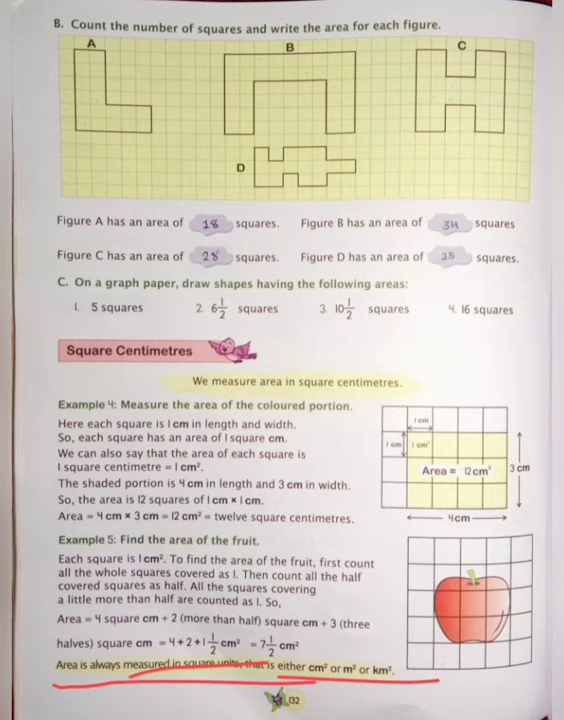 B. Count the number of squares and write the area for each figure.
A
B
C
D
Figure A has an area of 18 squares. Figure B has an area of 34 squares
Figure C has an area of 28 squares. Figure D has an area of squares.
C. On a graph paper, draw shapes having the following areas:
1. 5 squares 2. 6 1/2 squares 3. 10 1/2 squares 4. 16 squares
Square Centimetres
We measure area in square centimetres.
Example 4: Measure the area of the coloured portion.
Here each square is 1 cm in length and width.
So, each square has an area of 1 square cm.
We can also say that the area of each square is
1 square centimetre = 1 cm².
The shaded portion is 4 cm in length and 3 cm in width.
So, the area is 12 squares of 1 cm × 1 cm.
Area = 4 cm × 3 cm = 12 cm² = twelve square centimetres.
1 cm
1 cm
1 cm²
Area = 12 cm²
3 cm
4cm
Example 5: Find the area of the fruit.
Each square is 1 cm². To find the area of the fruit, first count
all the whole squares covered as 1. Then count all the half
covered squares as half. All the squares covering
a little more than half are counted as 1. So,
Area = 4 square cm + 2 (more than half) square cm + 3 (three
halves) square cm = 4 + 2 + 1 1/2 cm² = 7 1/2 cm²
Area is always measured in square units, that is either cm² or m² or km².
132